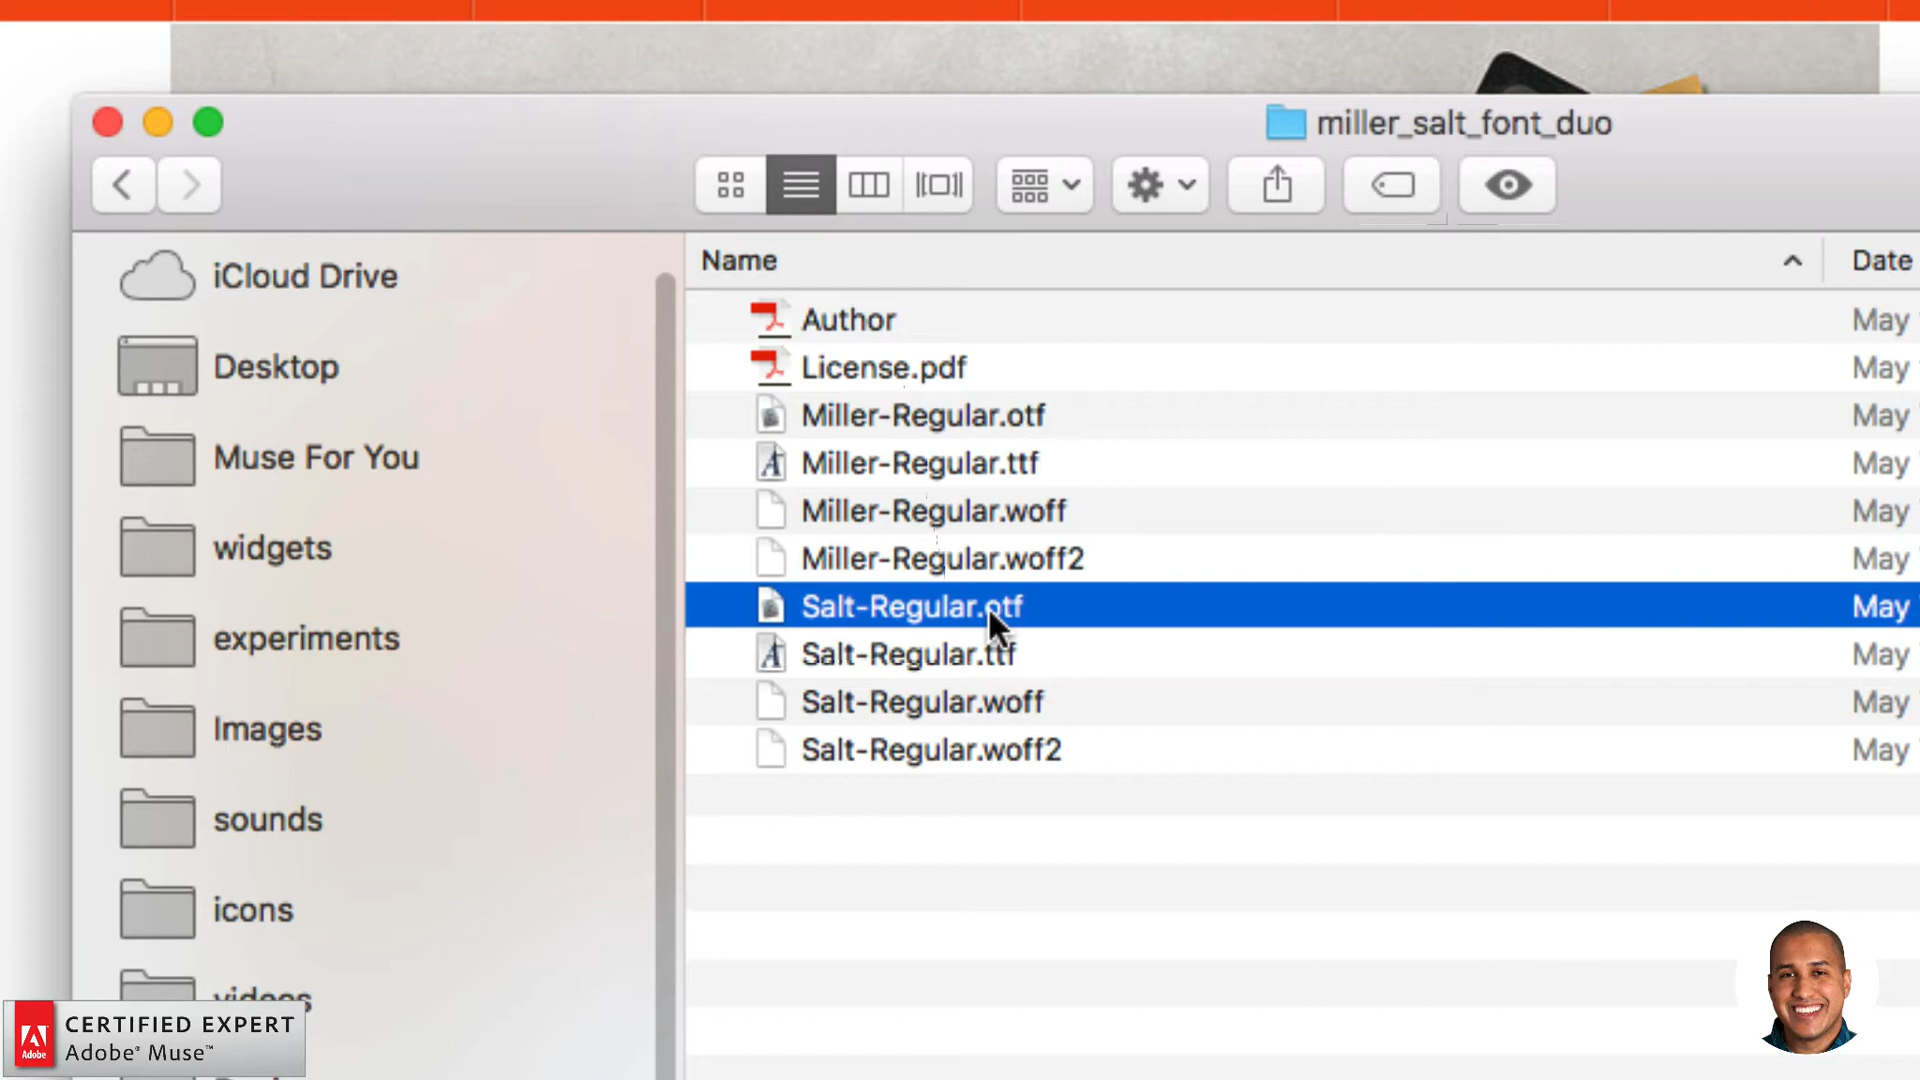 miller_salt_font_duo
iCloud Drive
Desktop
Muse For You
widgets
experiments
Images
sounds
icons
videos
Name
Date
Author
May
License.pdf
May
Miller-Regular.otf
May
Miller-Regular.ttf
May
Miller-Regular.woff
May
Miller-Regular.woff2
May
Salt-Regular.otf
May
Salt-Regular.ttf
May
Salt-Regular.woff
May
Salt-Regular.woff2
May
Adobe
CERTIFIED EXPERT
Adobe® Muse™